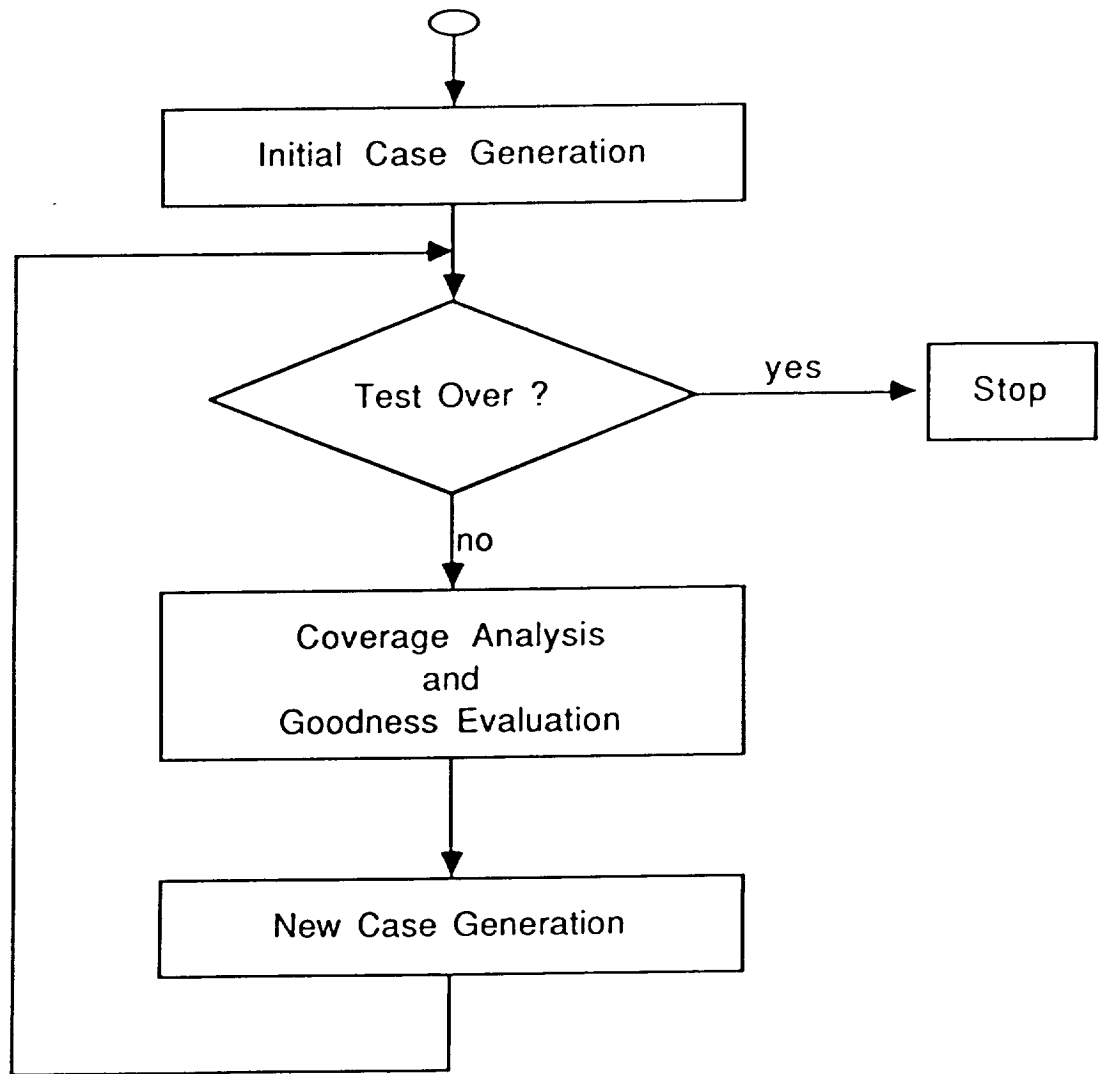 Initial Case Generation
Test Over ?
yes
Stop
no
Coverage Analysis
and
Goodness Evaluation
New Case Generation